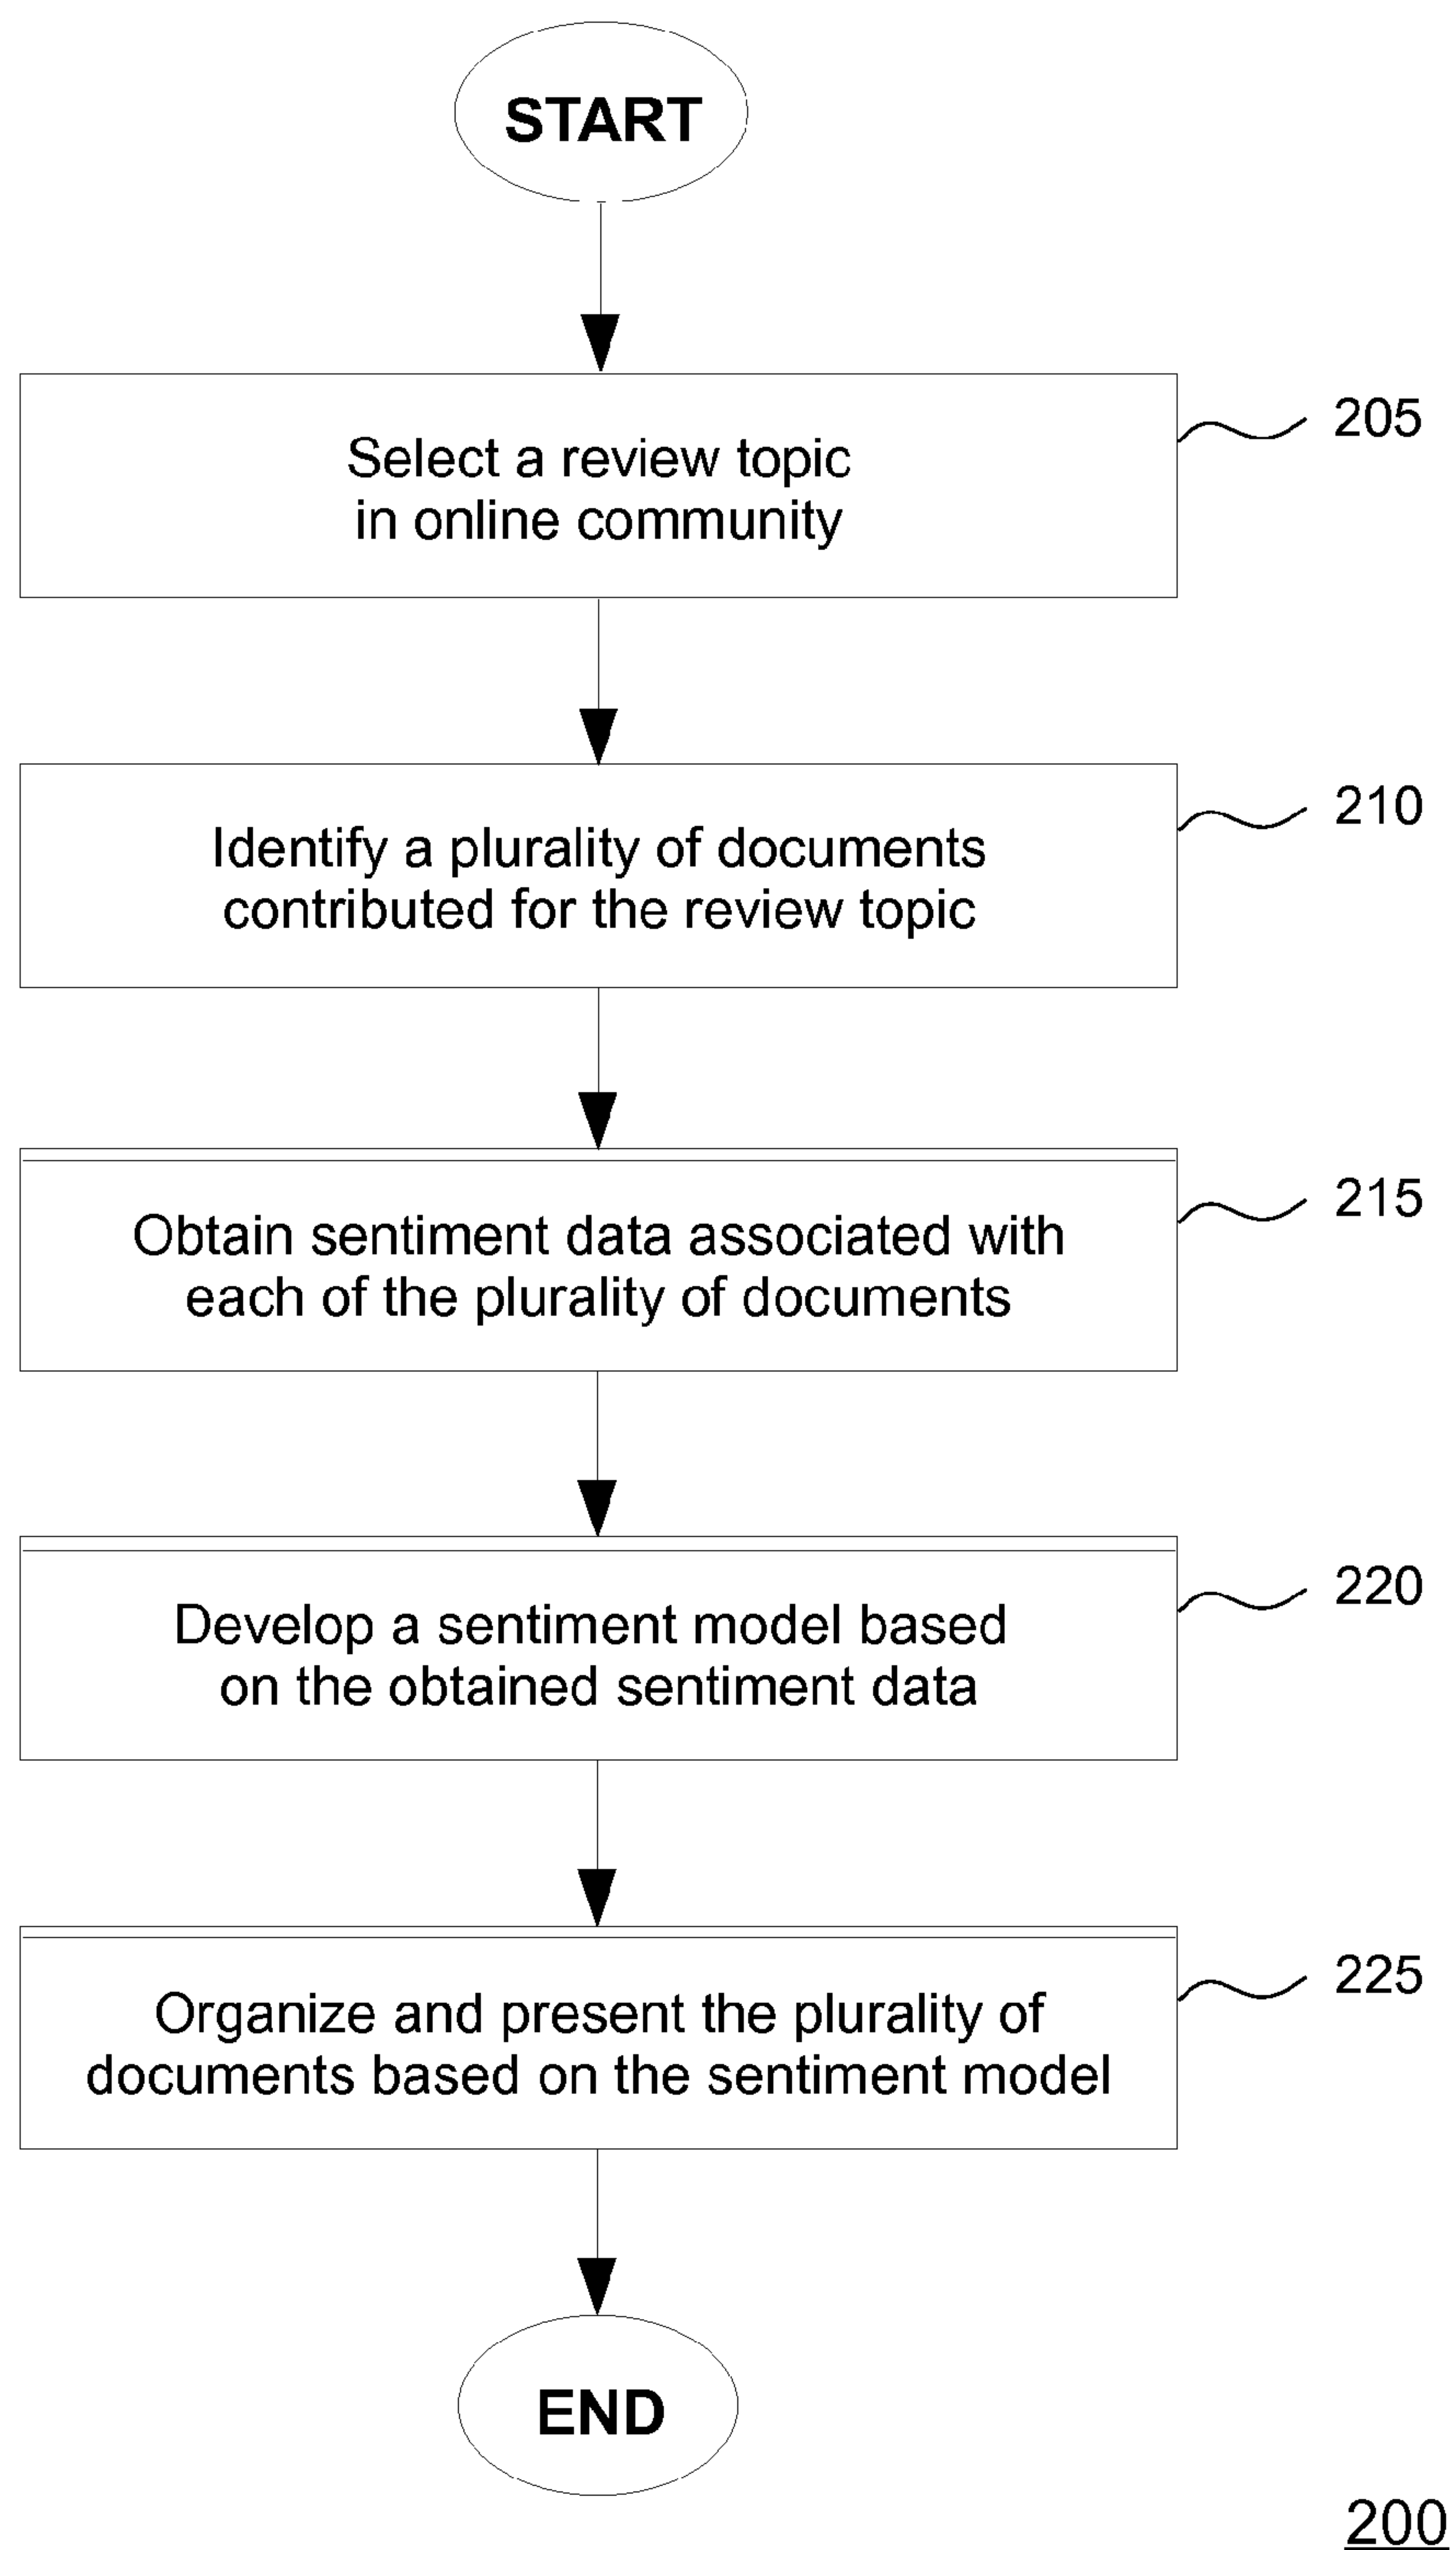 START
Select a review topic
in online community
205
Identify a plurality of documents
contributed for the review topic
210
Obtain sentiment data associated with
each of the plurality of documents
215
Develop a sentiment model based
on the obtained sentiment data
220
Organize and present the plurality of
documents based on the sentiment model
225
END
200